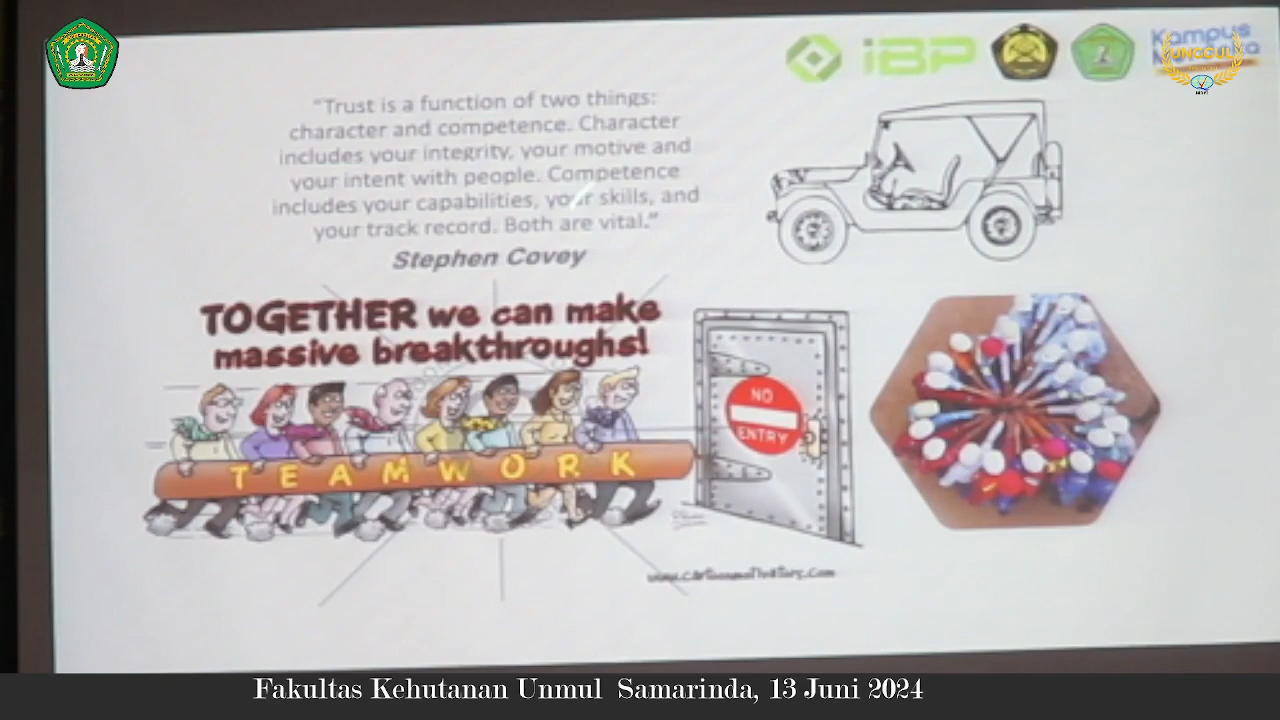 iBP
Kampus
UNGGUL
"Trust is a function of two things:
character and competence. Character
includes your integrity, your motive and
your intent with people. Competence
includes your capabilities, your skills, and
your track record. Both are vital."
Stephen Covey
TOGETHER we can make
massive breakthroughs!
TEAMWORK
NO
ENTRY
Fakultas Kehutanan Unmul Samarinda, 13 Juni 2024